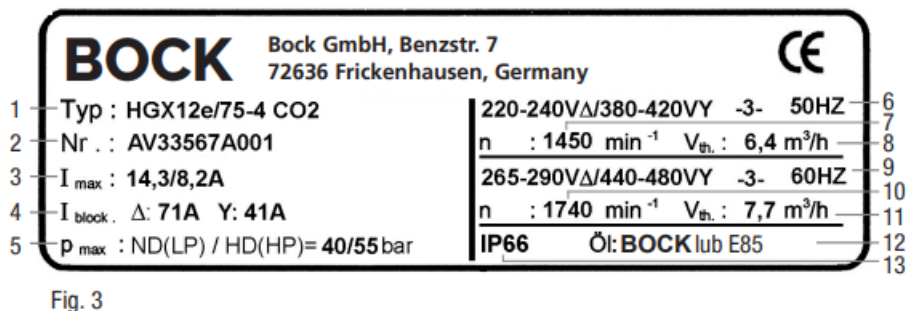 BOCK
Bock GmbH, Benzstr. 7
72636 Frickenhausen, Germany
CE
1 Typ : HGX12e/75-4 CO2
2 Nr . : AV33567A001
3 I max : 14,3/8,2A
4 I block . Δ: 71A Y: 41A
5 p max : ND(LP) / HD(HP)= 40/55 bar
220-240VΔ/380-420VY -3- 50HZ 6
7
n : 1450 min -1 Vth. : 6,4 m³/h 8
265-290VΔ/440-480VY -3- 60HZ 9
10
n : 1740 min -1 Vth. : 7,7 m³/h 11
IP66 Öl: BOCK lub E85 12
13
Fig. 3